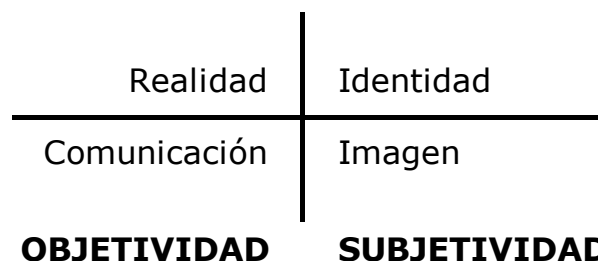 Realidad Identidad
Comunicación Imagen
OBJETIVIDAD SUBJETIVIDAD